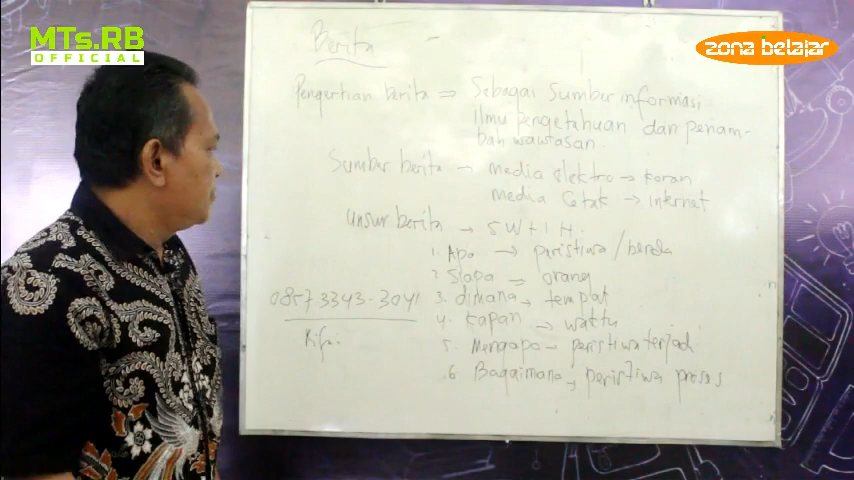 MTs.RB
OFFICIAL
zona belajar
Berita
Pengertian berita => Sebagai sumber informasi
ilmu pengetahuan dan penam-
bah wawasan.
Sumber berita - media elektro -> koran
media Cetak -> internet
Unsur berita -> 5W+1H.
1. Apa -> peristiwa/benda
2 Siapa = orang
3. dimana -> tempat
4. kapan -> waktu
5. Mengapa - peristiwa terjadi
6 Bagaimana -> peristiwa proses
0857 3343-3041